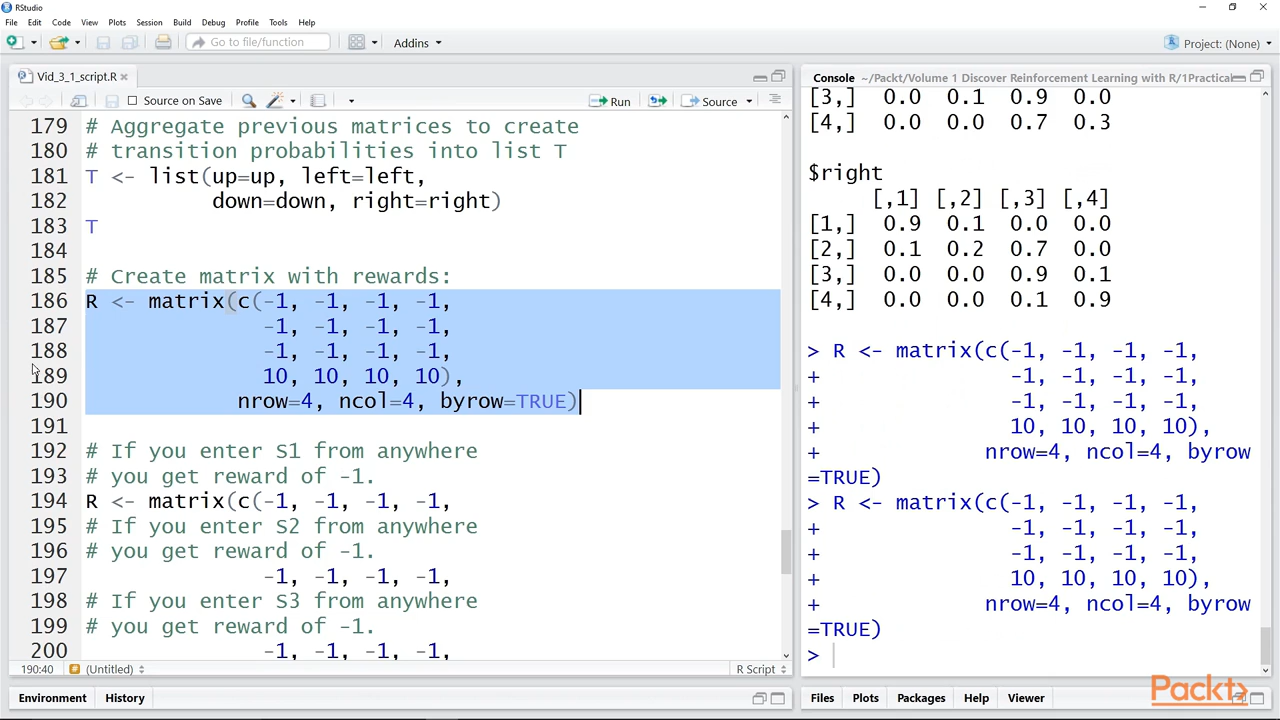 RStudio
File Edit Code View Plots Session Build Debug Profile Tools Help
Go to file/function Addins Project: (None)
Vid_3_1_script.R
Source on Save Run Source
179 # Aggregate previous matrices to create
180 # transition probabilities into list T
181 T <- list(up=up, left=left,
182 down=down, right=right)
183 T
184
185 # Create matrix with rewards:
186 R <- matrix(c(-1, -1, -1, -1,
187 -1, -1, -1, -1,
188 -1, -1, -1, -1,
189 10, 10, 10, 10),
190 nrow=4, ncol=4, byrow=TRUE)
191
192 # If you enter S1 from anywhere
193 # you get reward of -1.
194 R <- matrix(c(-1, -1, -1, -1,
195 # If you enter S2 from anywhere
196 # you get reward of -1.
197 -1, -1, -1, -1,
198 # If you enter S3 from anywhere
199 # you get reward of -1.
200 -1, -1, -1, -1,
190:40 (Untitled) R Script
Environment History
Console ~/Packt/Volume 1 Discover Reinforcement Learning with R/1Practical
[3,] 0.0 0.1 0.9 0.0
[4,] 0.0 0.0 0.7 0.3
$right
[,1] [,2] [,3] [,4]
[1,] 0.9 0.1 0.0 0.0
[2,] 0.1 0.2 0.7 0.0
[3,] 0.0 0.0 0.9 0.1
[4,] 0.0 0.0 0.1 0.9
> R <- matrix(c(-1, -1, -1, -1,
+ -1, -1, -1, -1,
+ -1, -1, -1, -1,
+ 10, 10, 10, 10),
+ nrow=4, ncol=4, byrow
=TRUE)
> R <- matrix(c(-1, -1, -1, -1,
+ -1, -1, -1, -1,
+ -1, -1, -1, -1,
+ 10, 10, 10, 10),
+ nrow=4, ncol=4, byrow
=TRUE)
>
Files Plots Packages Help Viewer
Packt>